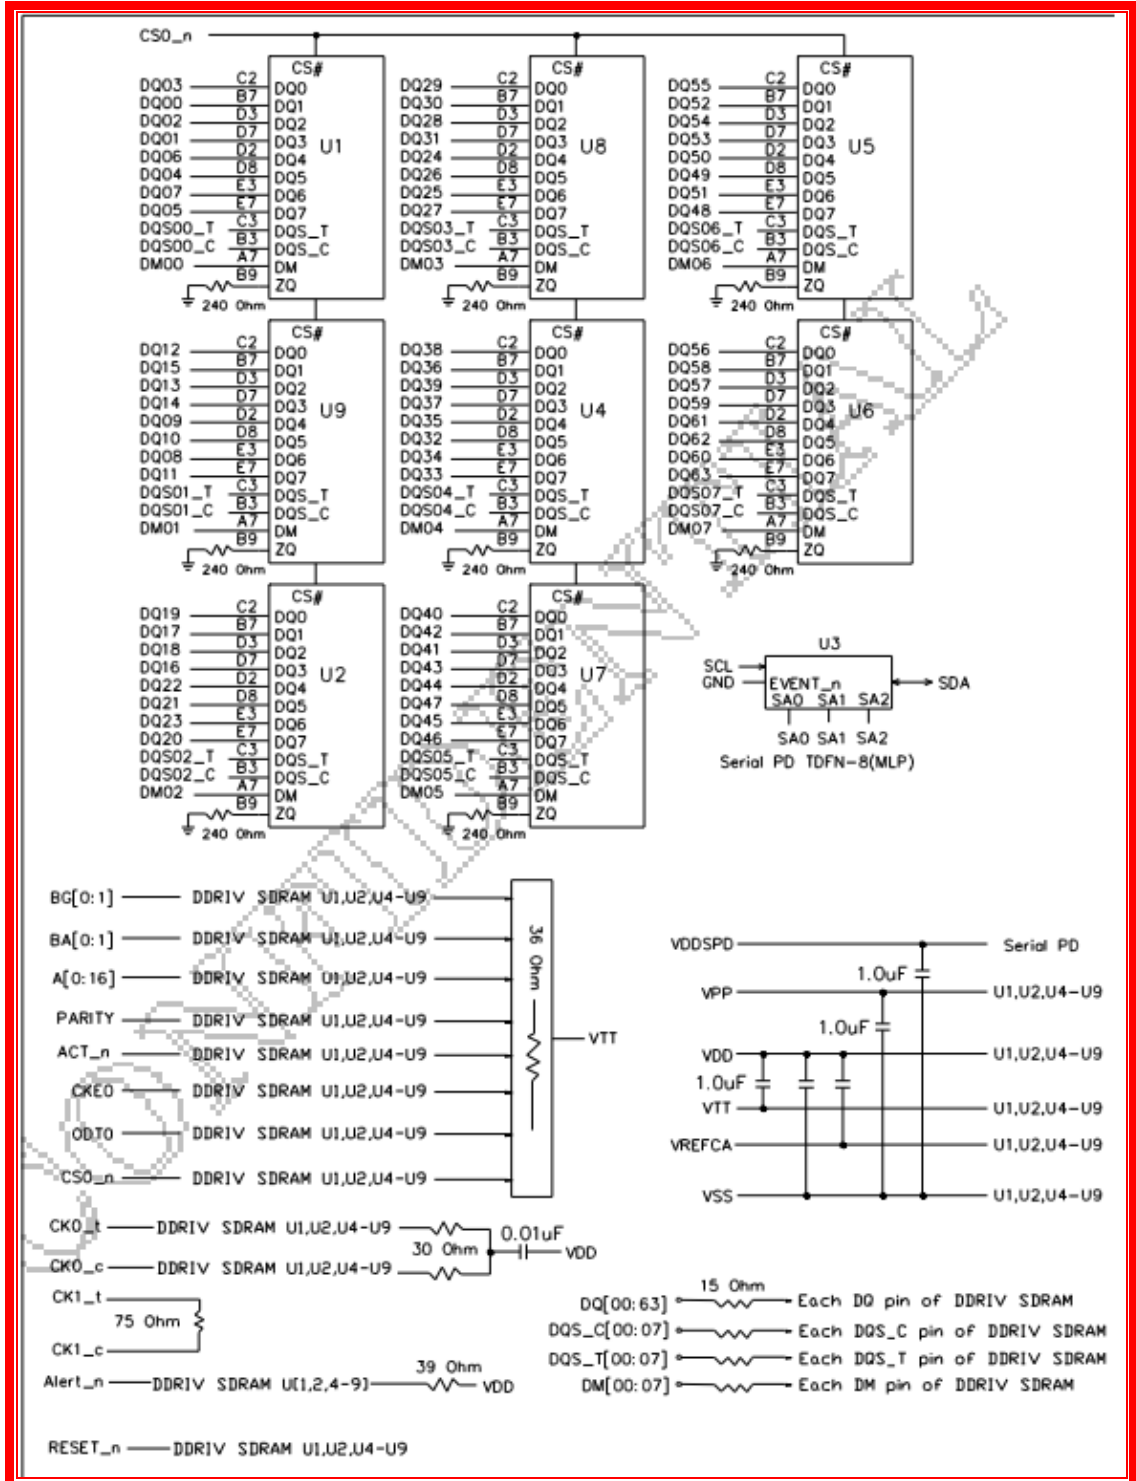 CS0_n
CS#
DQ03 C2 DQ0
DQ00 B7 DQ1
DQ02 D3 DQ2
DQ01 D7 DQ3
U1
DQ06 D2 DQ4
DQ04 D8 DQ5
DQ07 E3 DQ6
DQ05 E7 DQ7
DQS00_T C3 DQS_T
DQS00_C B3 DQS_C
DM00 A7 DM
B9 ZQ
240 Ohm
CS#
DQ29 C2 DQ0
DQ30 B7 DQ1
DQ28 D3 DQ2
DQ31 D7 DQ3
U8
DQ24 D2 DQ4
DQ26 D8 DQ5
DQ25 E3 DQ6
DQ27 E7 DQ7
DQS03_T C3 DQS_T
DQS03_C B3 DQS_C
DM03 A7 DM
B9 ZQ
240 Ohm
CS#
DQ55 C2 DQ0
DQ52 B7 DQ1
DQ54 D3 DQ2
DQ53 D7 DQ3
U5
DQ50 D2 DQ4
DQ49 D8 DQ5
DQ51 E3 DQ6
DQ48 E7 DQ7
DQS06_T C3 DQS_T
DQS06_C B3 DQS_C
DM06 A7 DM
B9 ZQ
240 Ohm
CS#
DQ12 C2 DQ0
DQ15 B7 DQ1
DQ13 D3 DQ2
DQ14 D7 DQ3
U9
DQ09 D2 DQ4
DQ10 D8 DQ5
DQ08 E3 DQ6
DQ11 E7 DQ7
DQS01_T C3 DQS_T
DQS01_C B3 DQS_C
DM01 A7 DM
B9 ZQ
240 Ohm
CS#
DQ38 C2 DQ0
DQ36 B7 DQ1
DQ39 D3 DQ2
DQ37 D7 DQ3
U4
DQ35 D2 DQ4
DQ32 D8 DQ5
DQ34 E3 DQ6
DQ33 E7 DQ7
DQS04_T C3 DQS_T
DQS04_C B3 DQS_C
DM04 A7 DM
B9 ZQ
240 Ohm
CS#
DQ56 C2 DQ0
DQ58 B7 DQ1
DQ57 D3 DQ2
DQ59 D7 DQ3
U6
DQ61 D2 DQ4
DQ62 D8 DQ5
DQ60 E3 DQ6
DQ63 E7 DQ7
DQS07_T C3 DQS_T
DQS07_C B3 DQS_C
DM07 A7 DM
B9 ZQ
240 Ohm
CS#
DQ19 C2 DQ0
DQ17 B7 DQ1
DQ18 D3 DQ2
DQ16 D7 DQ3
U2
DQ22 D2 DQ4
DQ21 D8 DQ5
DQ23 E3 DQ6
DQ20 E7 DQ7
DQS02_T C3 DQS_T
DQS02_C B3 DQS_C
DM02 A7 DM
B9 ZQ
240 Ohm
CS#
DQ40 C2 DQ0
DQ42 B7 DQ1
DQ41 D3 DQ2
DQ43 D7 DQ3
U7
DQ44 D2 DQ4
DQ47 D8 DQ5
DQ45 E3 DQ6
DQ46 E7 DQ7
DQS05_T C3 DQS_T
DQS05_C B3 DQS_C
DM05 A7 DM
B9 ZQ
240 Ohm
U3
SCL
GND EVENT_n SDA
SA0 SA1 SA2
SA0 SA1 SA2
Serial PD TDFN-8(MLP)
BG[0:1] DDRIV SDRAM U1,U2,U4-U9
BA[0:1] DDRIV SDRAM U1,U2,U4-U9
A[0:16] DDRIV SDRAM U1,U2,U4-U9
PARITY DDRIV SDRAM U1,U2,U4-U9
ACT_n DDRIV SDRAM U1,U2,U4-U9
CKE0 DDRIV SDRAM U1,U2,U4-U9
ODT0 DDRIV SDRAM U1,U2,U4-U9
CS0_n DDRIV SDRAM U1,U2,U4-U9
36 Ohm
VTT
VDDSPD Serial PD
1.0uF
VPP U1,U2,U4-U9
1.0uF
VDD U1,U2,U4-U9
1.0uF
VTT U1,U2,U4-U9
VREFCA U1,U2,U4-U9
VSS U1,U2,U4-U9
CK0_t DDRIV SDRAM U1,U2,U4-U9
30 Ohm 0.01uF VDD
CK0_c DDRIV SDRAM U1,U2,U4-U9
CK1_t
75 Ohm
CK1_c
Alert_n DDRIV SDRAM U[1,2,4-9] 39 Ohm VDD
RESET_n DDRIV SDRAM U1,U2,U4-U9
15 Ohm
DQ[00:63] Each DQ pin of DDRIV SDRAM
DQS_C[00:07] Each DQS_C pin of DDRIV SDRAM
DQS_T[00:07] Each DQS_T pin of DDRIV SDRAM
DM[00:07] Each DM pin of DDRIV SDRAM